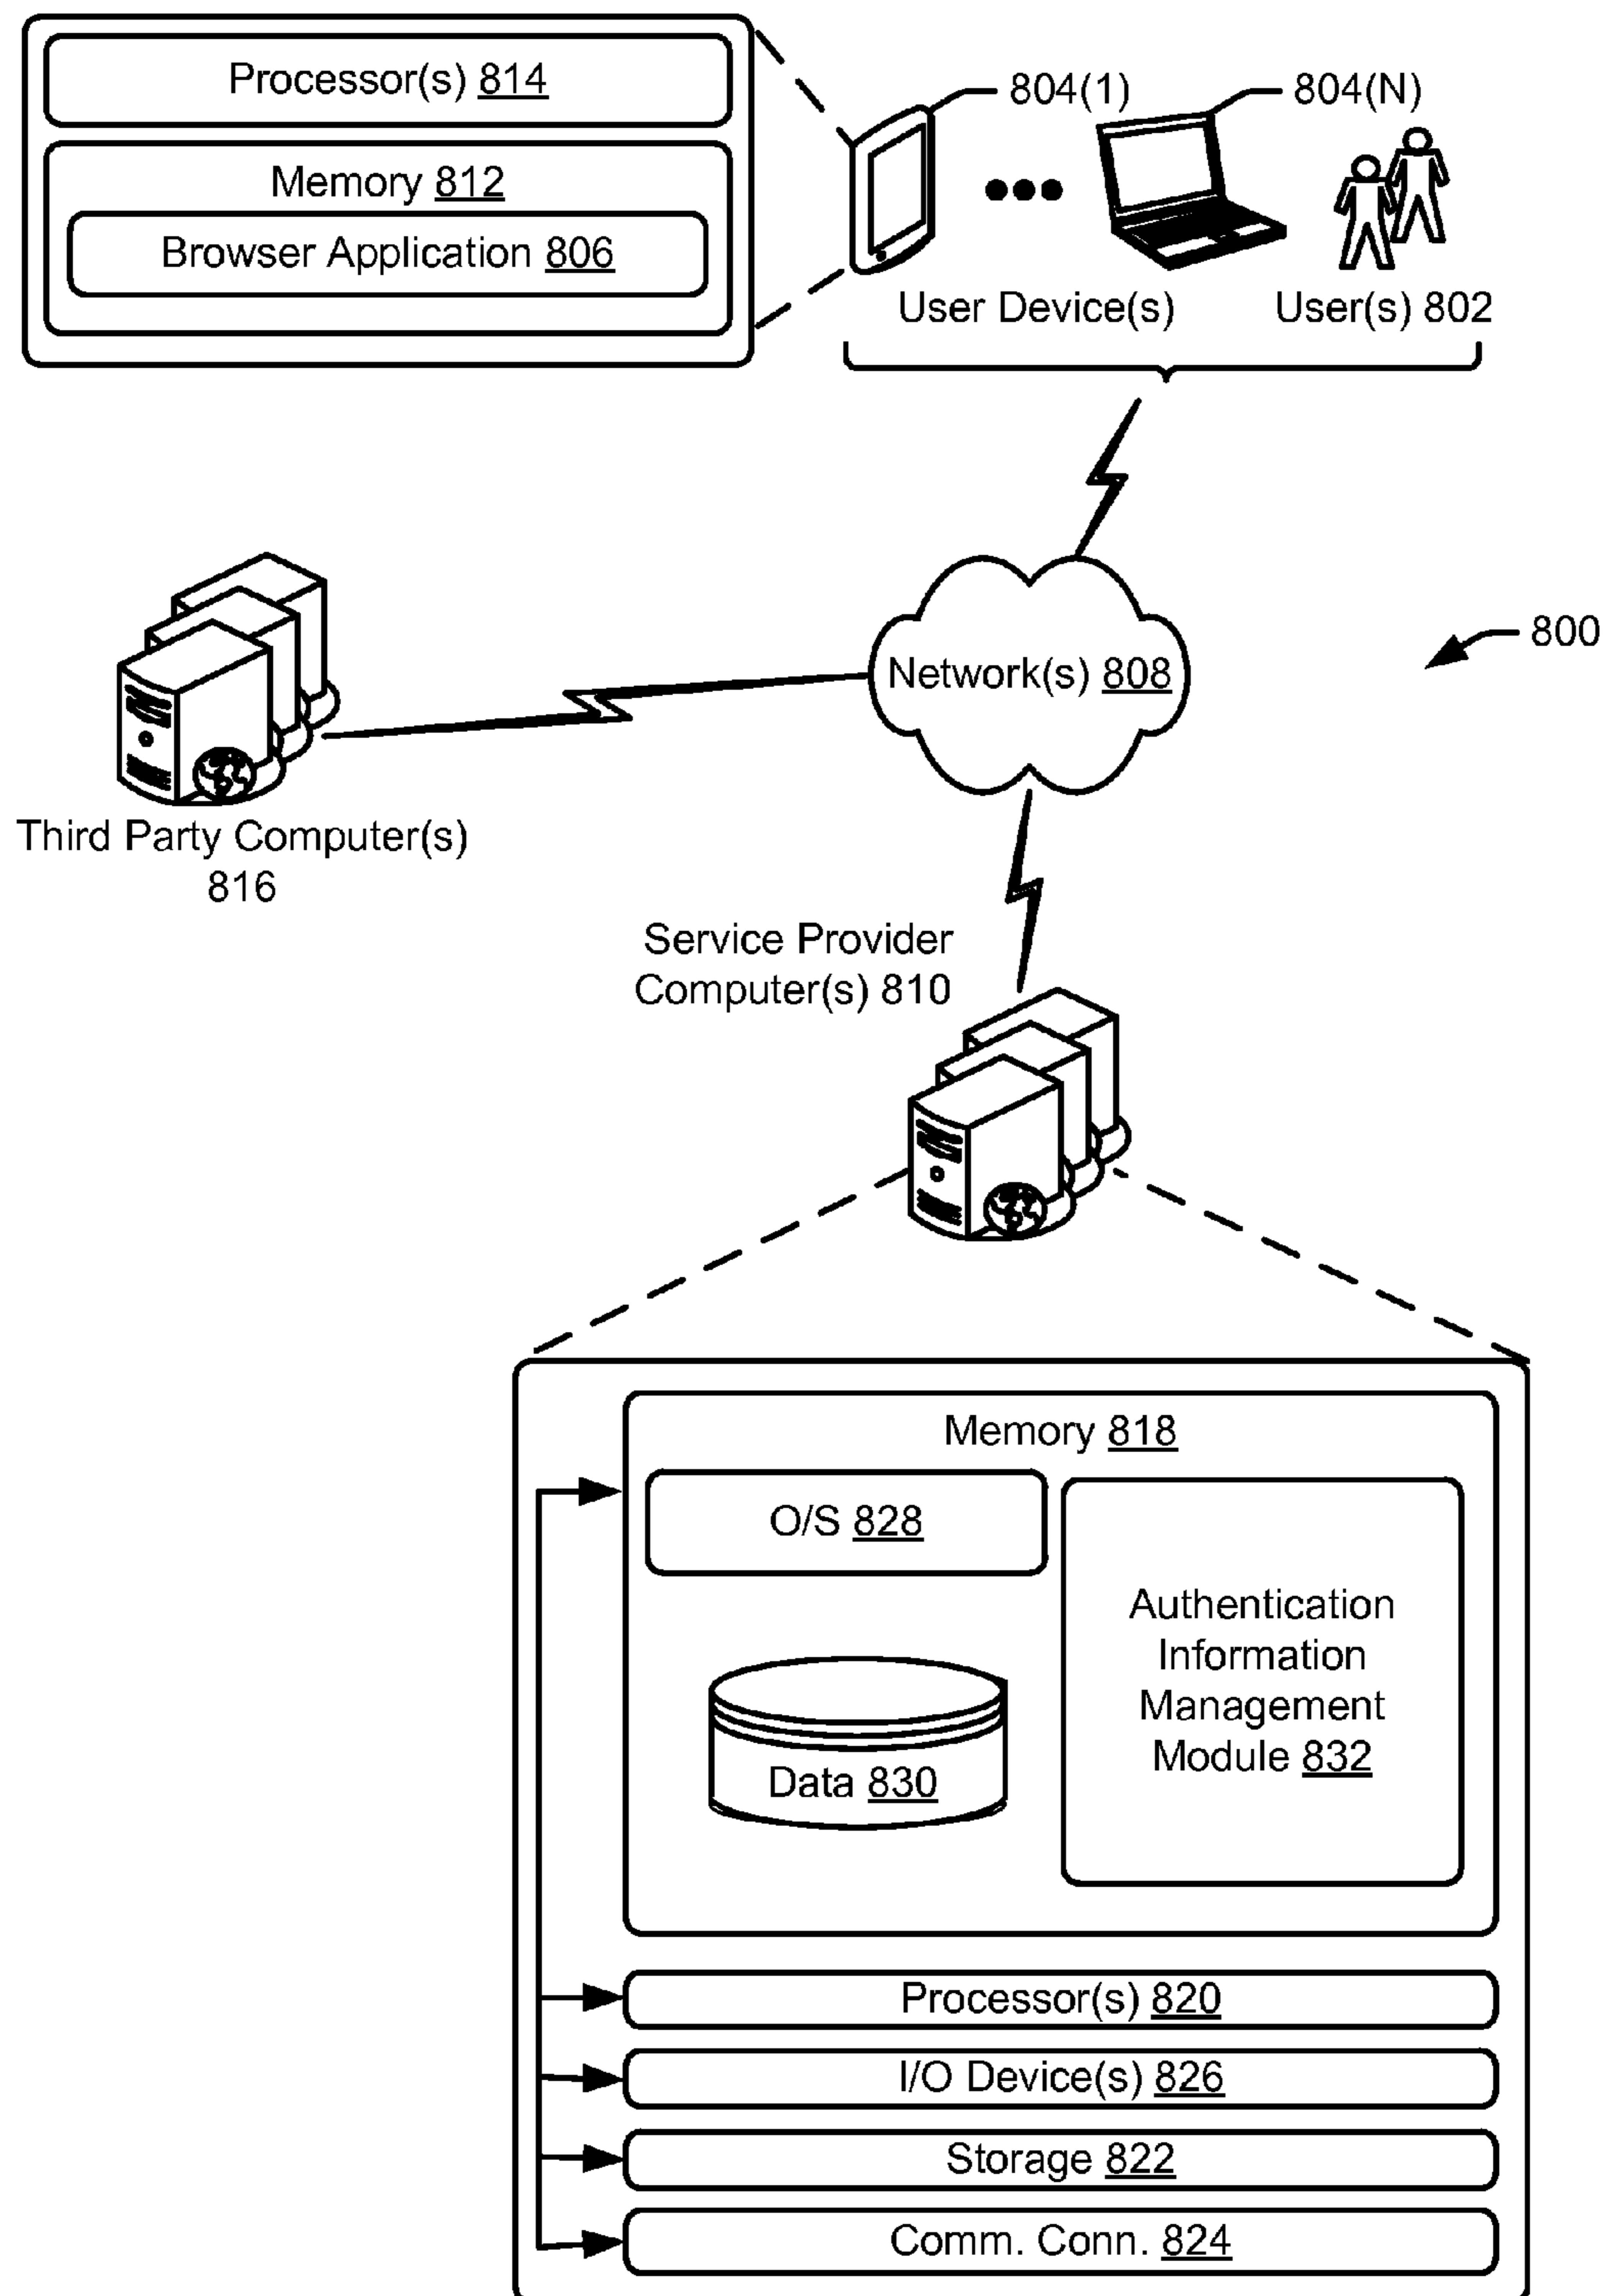 Processor(s) 814
Memory 812
Browser Application 806
804(1)
804(N)
User Device(s)
User(s) 802
Network(s) 808
800
Third Party Computer(s)
816
Service Provider
Computer(s) 810
Memory 818
O/S 828
Data 830
Authentication
Information
Management
Module 832
Processor(s) 820
I/O Device(s) 826
Storage 822
Comm. Conn. 824